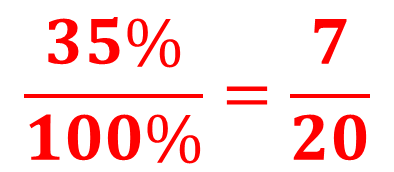 35% / 100% = 7 / 20